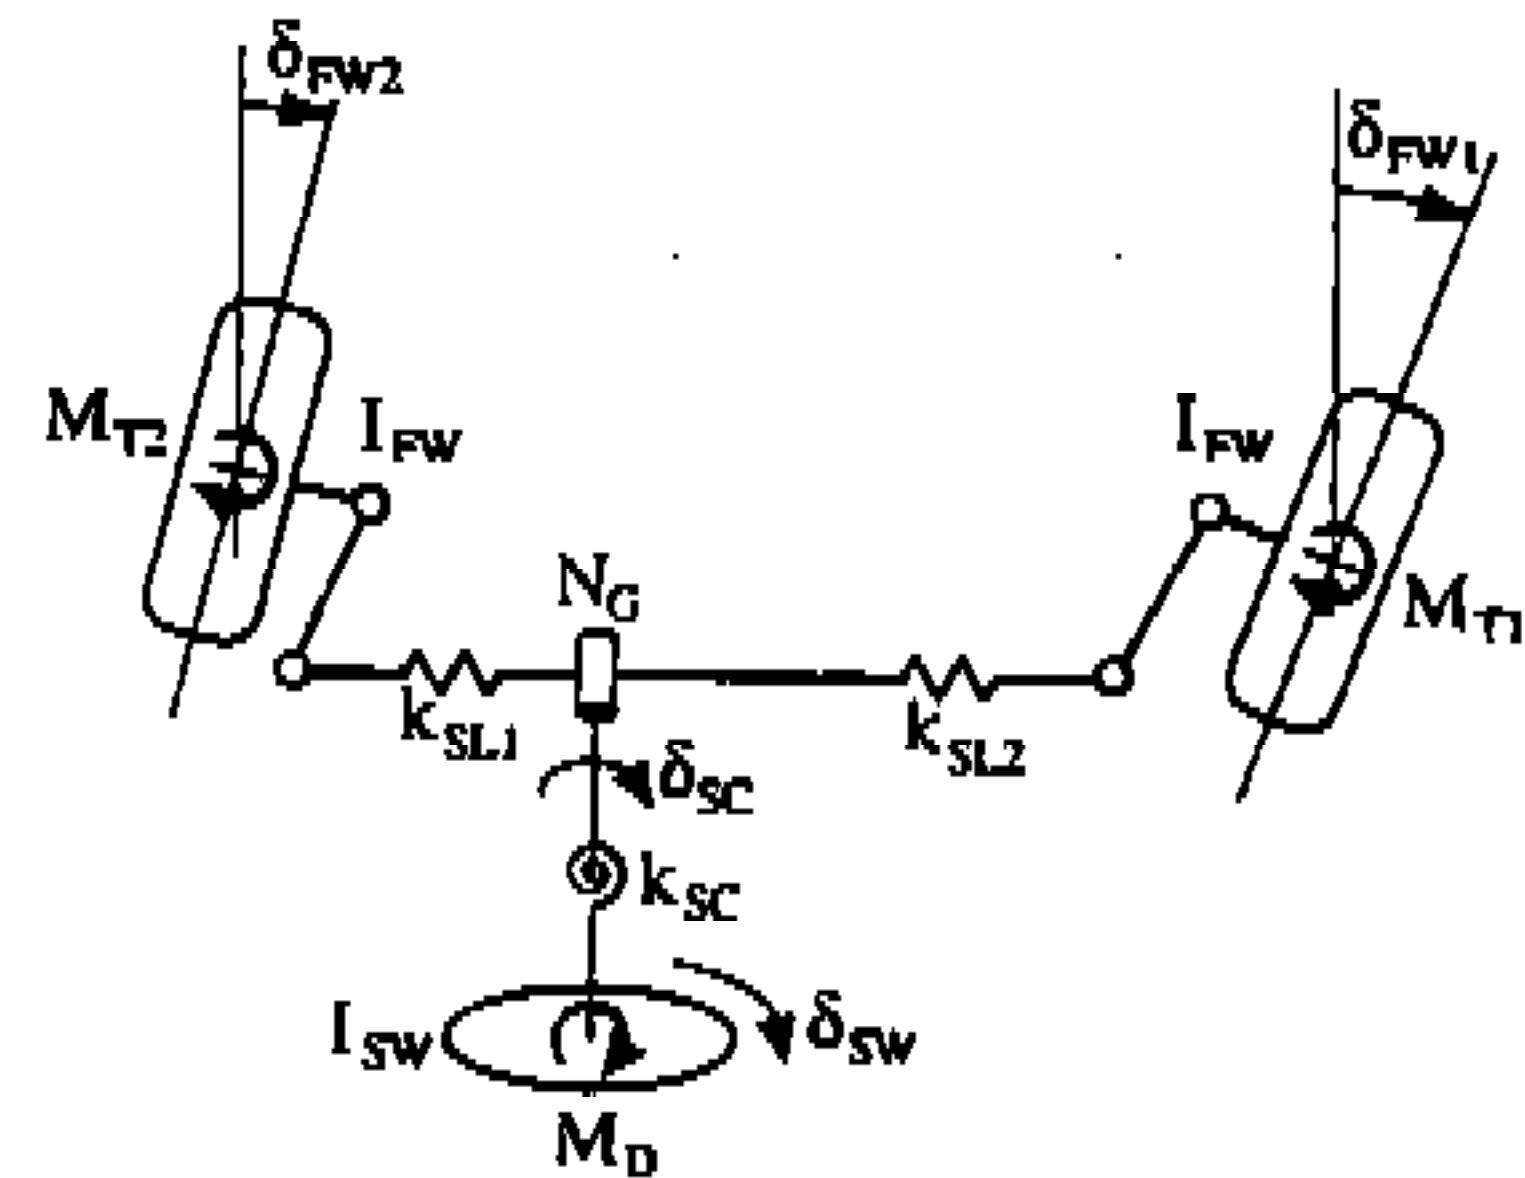 δFW2
δFW1
MT2
IFW
IFW
MT1
NG
kSL1
kSL2
δSC
kSC
ISW
δSW
MD